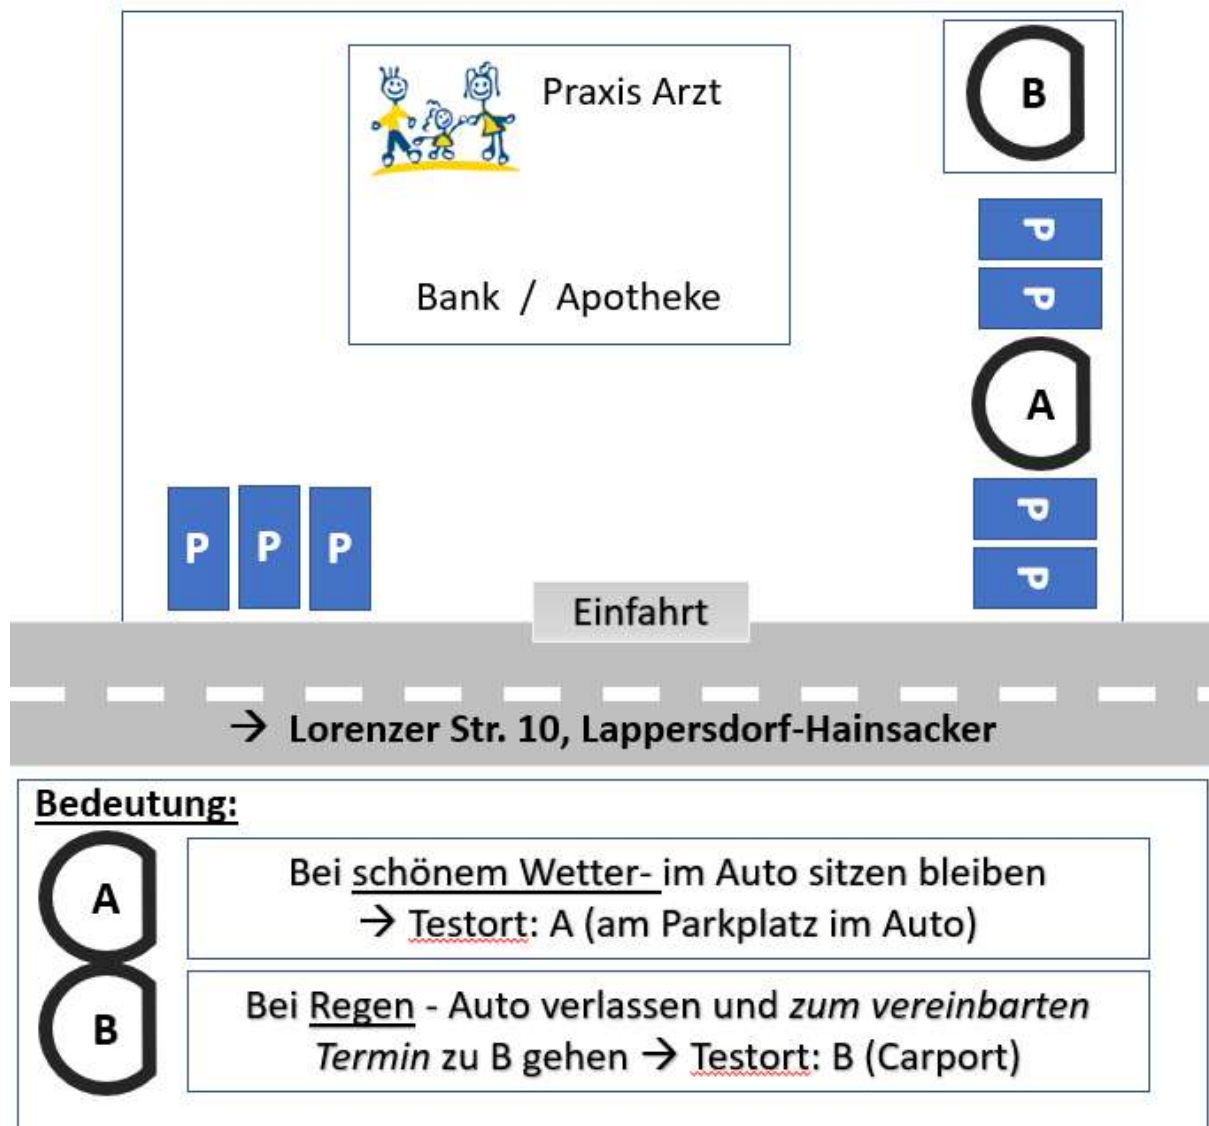 Praxis Arzt
B
P
Bank / Apotheke
P
A
P
P P P
P
Einfahrt
→ Lorenzer Str. 10, Lappersdorf-Hainsacker
Bedeutung:
A
Bei schönem Wetter- im Auto sitzen bleiben
→ Testort: A (am Parkplatz im Auto)
B
Bei Regen - Auto verlassen und zum vereinbarten
Termin zu B gehen → Testort: B (Carport)